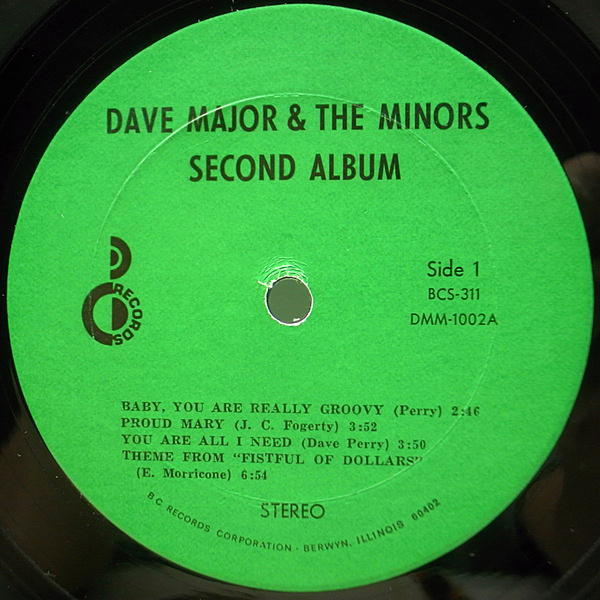 DAVE MAJOR & THE MINORS
SECOND ALBUM
RECORDS
Side 1
BCS-311
DMM-1002A
BABY, YOU ARE REALLY GROOVY (Perry) 2:46
PROUD MARY (J. C. Fogerty) 3:52
YOU ARE ALL I NEED (Dave Perry) 3:50
THEME FROM "FISTFUL OF DOLLARS"
(E. Morricone) 6:54
STEREO
BC RECORDS CORPORATION - BERWYN, ILLINOIS 60402